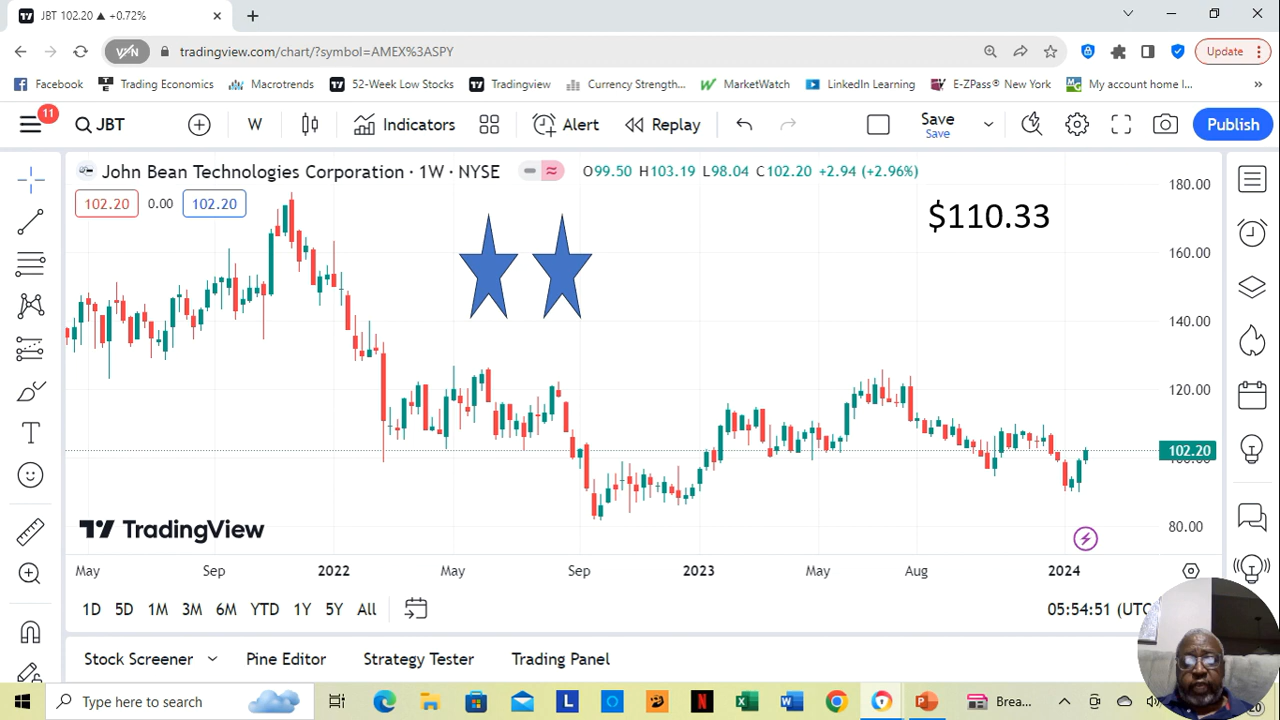 JBT 102.20 ▲ +0.72%
tradingview.com/chart/?symbol=AMEX%3ASPY
Update
Facebook
Trading Economics
Macrotrends
52-Week Low Stocks
Tradingview
Currency Strength...
MarketWatch
LinkedIn Learning
E-ZPass® New York
My account home l...
11
JBT
W
Indicators
Alert
Replay
Save
Save
Publish
John Bean Technologies Corporation · 1W · NYSE
O99.50 H103.19 L98.04 C102.20 +2.94 (+2.96%)
102.20 0.00 102.20
$110.33
180.00
160.00
140.00
120.00
102.20
100.00
80.00
TradingView
May Sep 2022 May Sep 2023 May Aug 2024
1D 5D 1M 3M 6M YTD 1Y 5Y All
05:54:51 (UTC
Stock Screener
Pine Editor
Strategy Tester
Trading Panel
Type here to search
Brea...
20